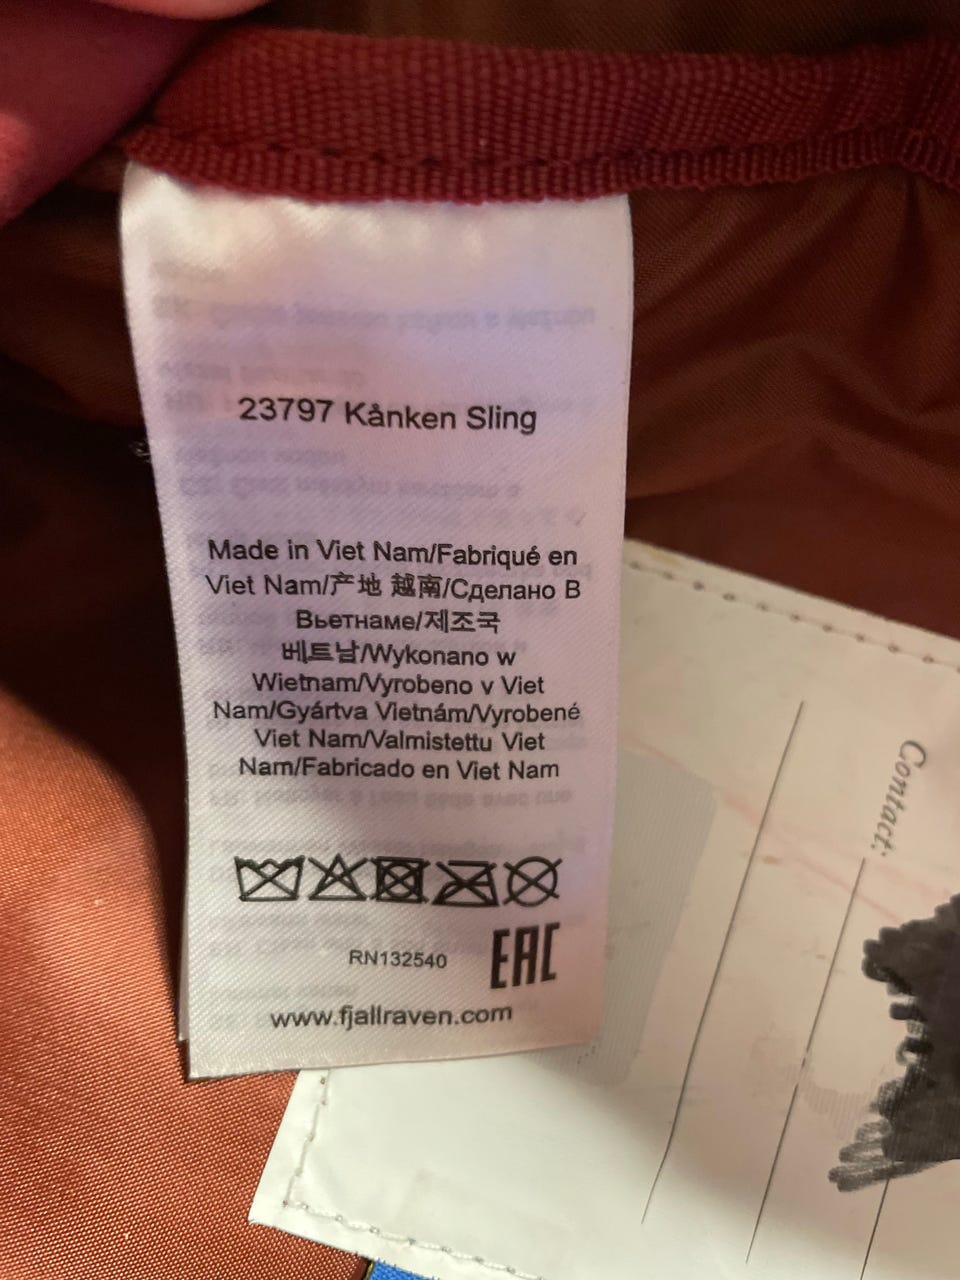 23797 Kånken Sling
Made in Viet Nam/Fabriqué en
Viet Nam/产地 越南/Сделано В
Вьетнаме/제조국
베트남/Wykonano w
Wietnam/Vyrobeno v Viet
Nam/Gyártva Vietnám/Vyrobené
Viet Nam/Valmistettu Viet
Nam/Fabricado en Viet Nam
RN132540
EAC
www.fjallraven.com
Contact: